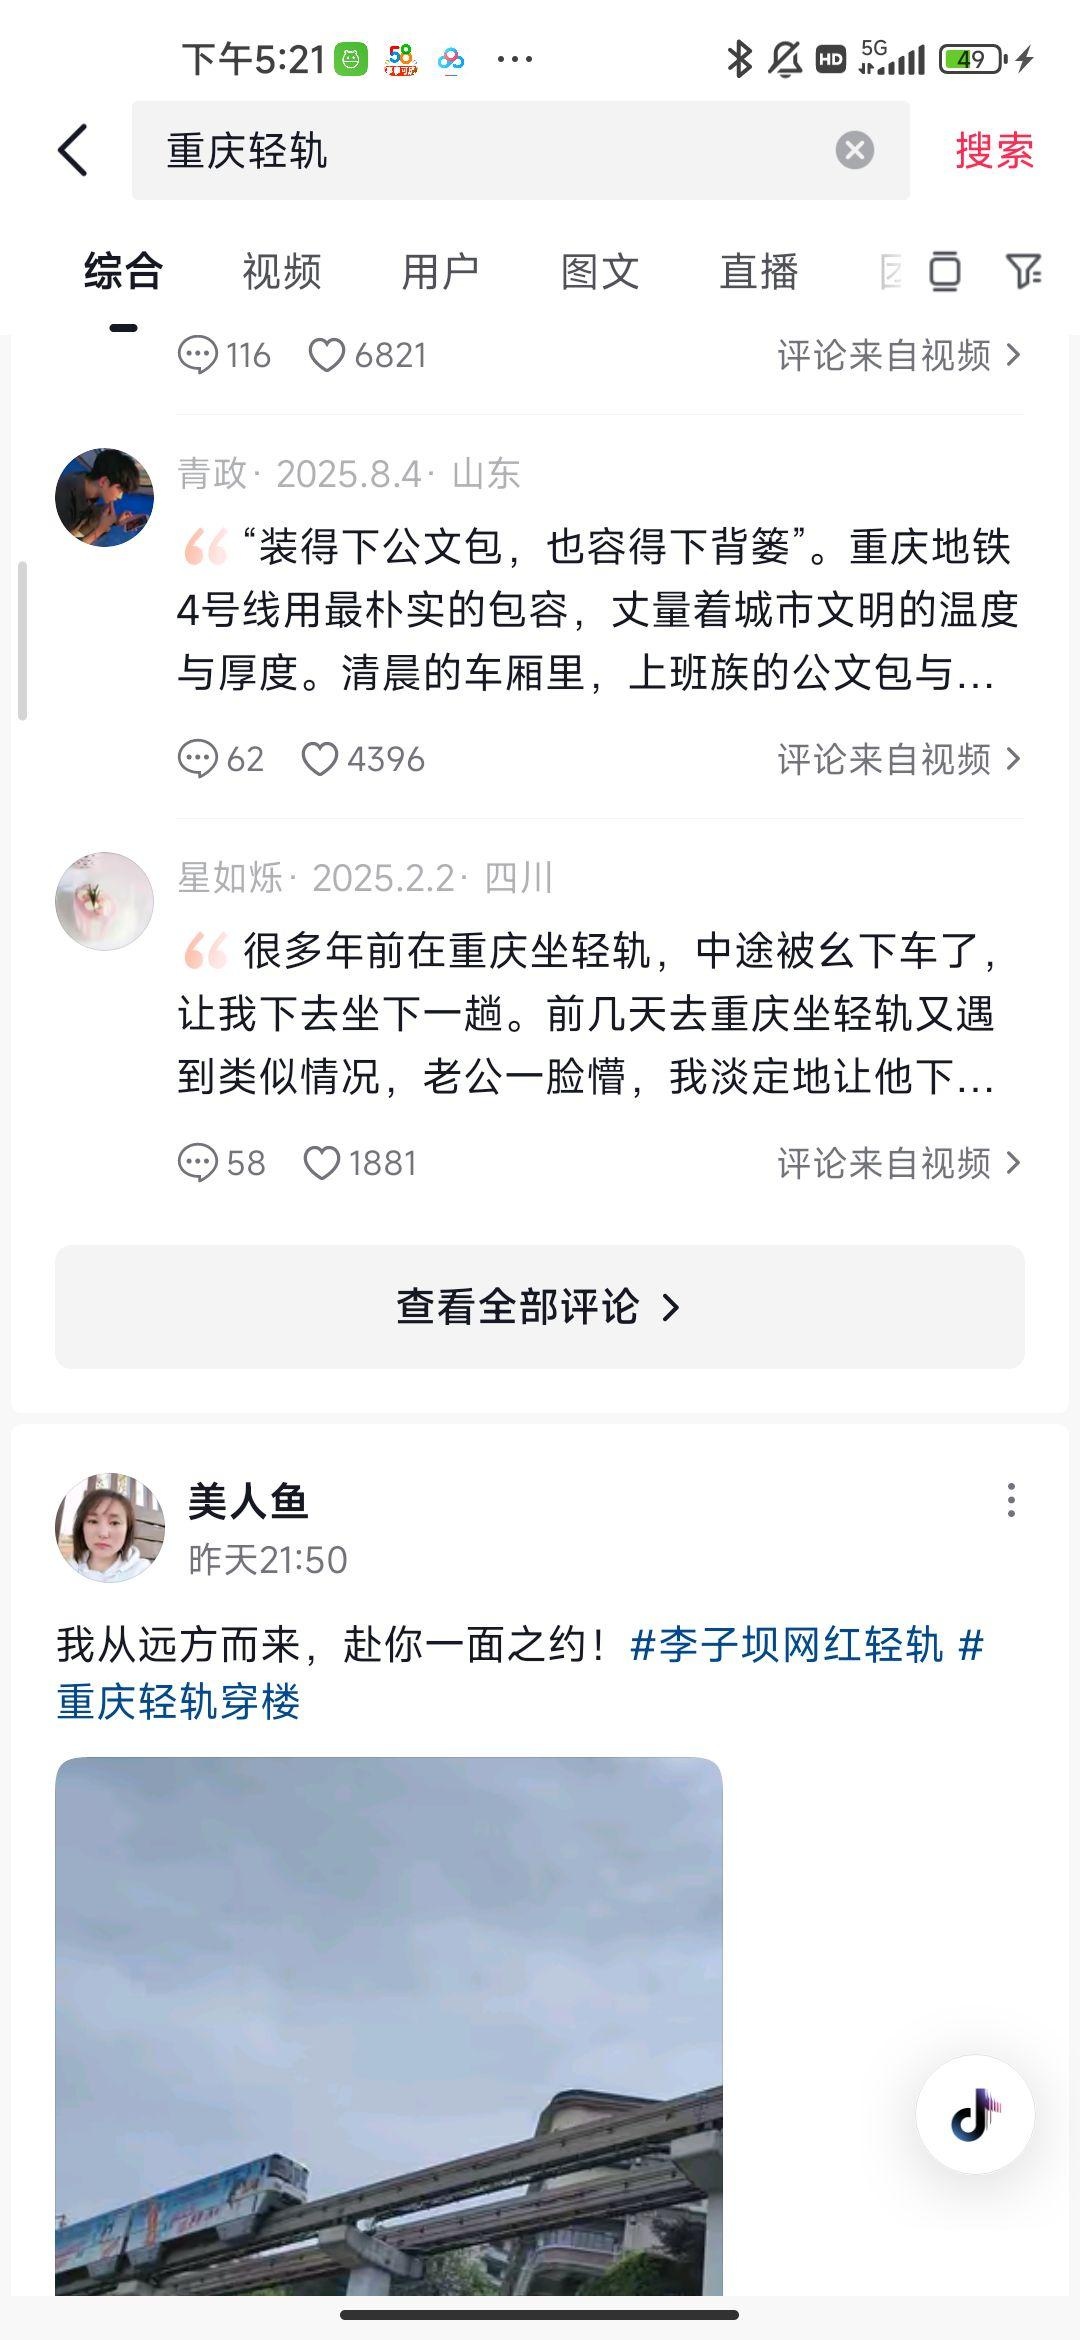 下午5:21
58
HD
5G
49
重庆轻轨
搜索
综合
视频
用户
图文
直播
116
6821
评论来自视频
青政· 2025.8.4· 山东
“装得下公文包，也容得下背篓”。重庆地铁
4号线用最朴实的包容，丈量着城市文明的温度
与厚度。清晨的车厢里，上班族的公文包与...
62
4396
评论来自视频
星如烁· 2025.2.2· 四川
很多年前在重庆坐轻轨，中途被幺下车了，
让我下去坐下一趟。前几天去重庆坐轻轨又遇
到类似情况，老公一脸懵，我淡定地让他下...
58
1881
评论来自视频
查看全部评论
美人鱼
昨天21:50
我从远方而来，赴你一面之约！#李子坝网红轻轨 #
重庆轻轨穿楼